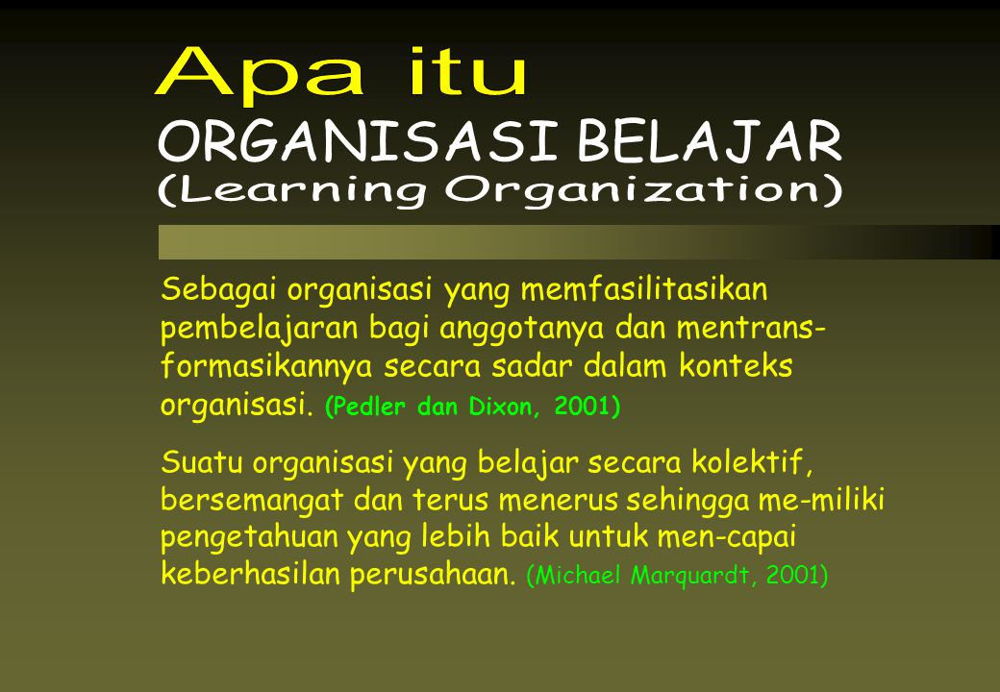 Apa itu
ORGANISASI BELAJAR
(Learning Organization)
Sebagai organisasi yang memfasilitasikan
pembelajaran bagi anggotanya dan mentrans-
formasikannya secara sadar dalam konteks
organisasi. (Pedler dan Dixon, 2001)
Suatu organisasi yang belajar secara kolektif,
bersemangat dan terus menerus sehingga me-miliki
pengetahuan yang lebih baik untuk men-capai
keberhasilan perusahaan. (Michael Marquardt, 2001)